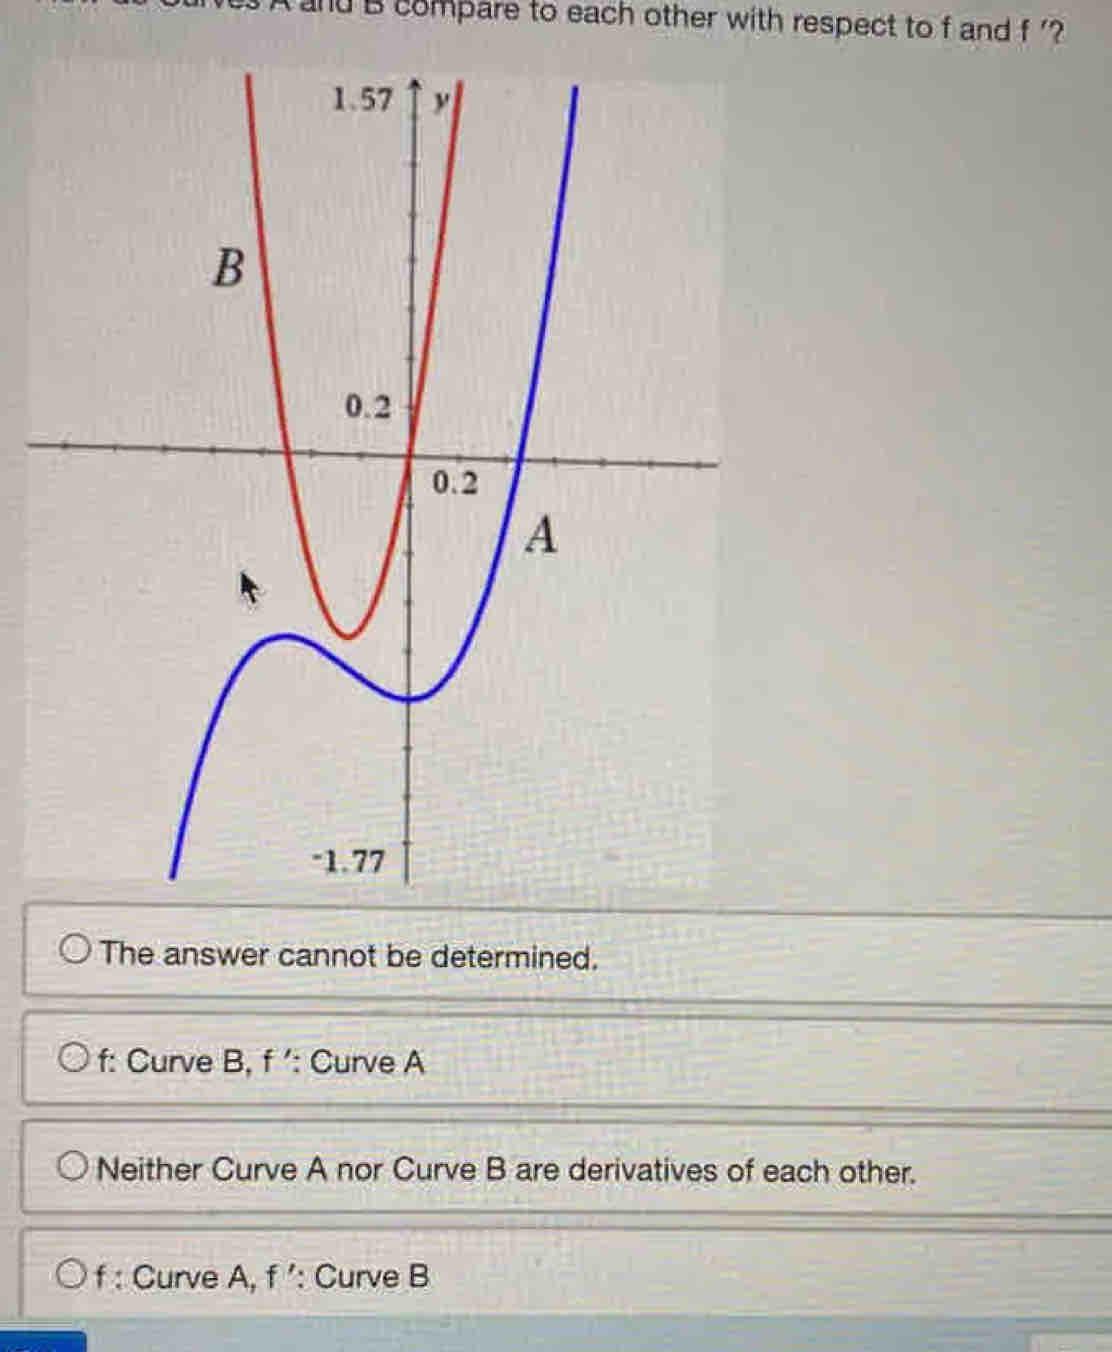 and B compare to each other with respect to f and f ′?
1.57
y
B
0.2
0.2
A
-1.77
The answer cannot be determined.
f: Curve B, f ′: Curve A
Neither Curve A nor Curve B are derivatives of each other.
f : Curve A, f ′: Curve B